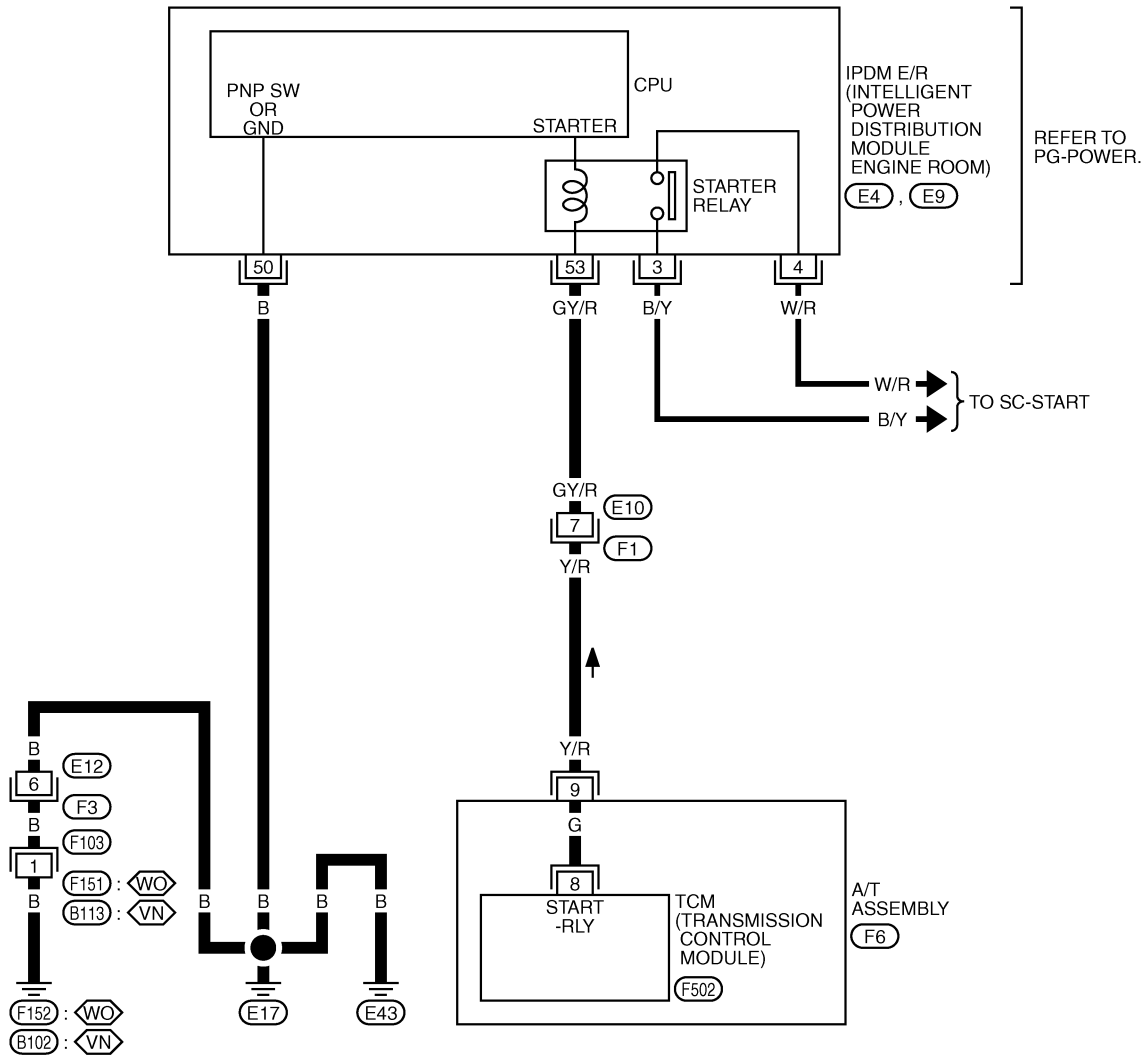 PNP SW
OR
GND
STARTER
CPU
STARTER
RELAY
IPDM E/R
(INTELLIGENT
POWER
DISTRIBUTION
MODULE
ENGINE ROOM)
E4 , E9
REFER TO
PG-POWER.
50
53
3
4
B
GY/R
B/Y
W/R
W/R
B/Y
TO SC-START
GY/R
E10
7
F1
Y/R
Y/R
9
G
8
START
-RLY
TCM
(TRANSMISSION
CONTROL
MODULE)
F502
A/T
ASSEMBLY
F6
B
E12
6
F3
B
F103
1
F151 : WO
B113 : VN
B
B
B
B
B
F152 : WO
B102 : VN
E17
E43